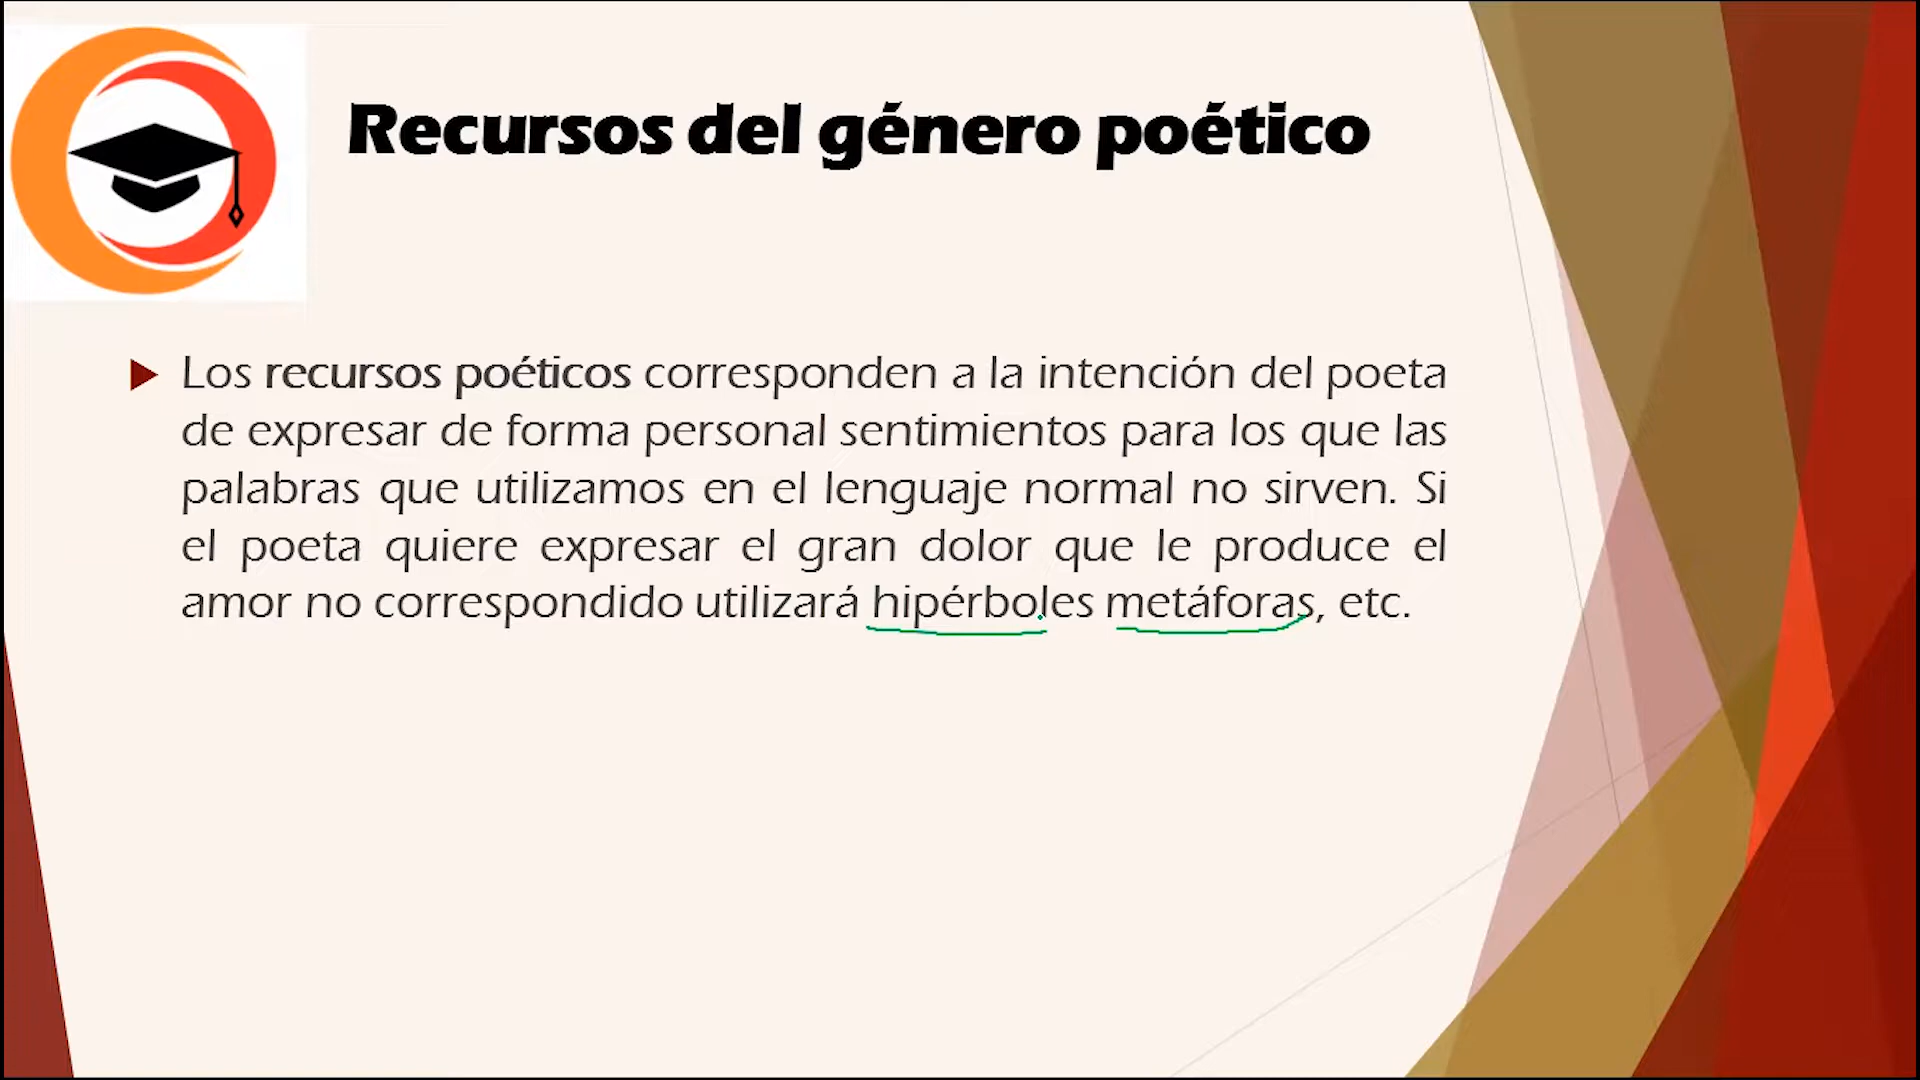 Recursos del género poético
Los recursos poéticos corresponden a la intención del poeta
de expresar de forma personal sentimientos para los que las
palabras que utilizamos en el lenguaje normal no sirven. Si
el poeta quiere expresar el gran dolor que le produce el
amor no correspondido utilizará hipérboles metáforas, etc.